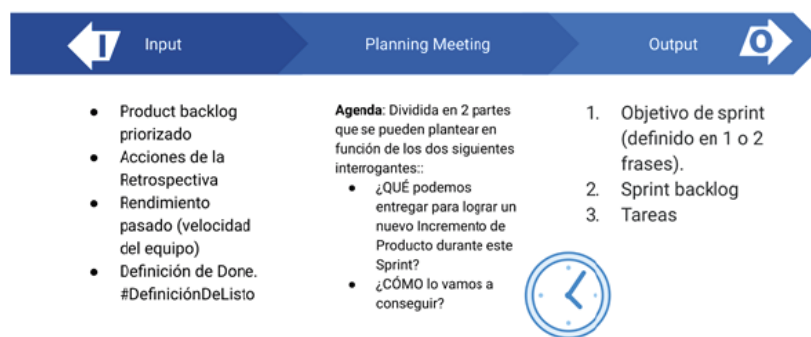 I Input
Planning Meeting
Output O
● Product backlog
priorizado
● Acciones de la
Retrospectiva
● Rendimiento
pasado (velocidad
del equipo)
● Definición de Done.
#DefiniciónDeListo
Agenda: Dividida en 2 partes
que se pueden plantear en
función de los dos siguientes
interrogantes::
● ¿QUÉ podemos
entregar para lograr un
nuevo Incremento de
Producto durante este
Sprint?
● ¿CÓMO lo vamos a
conseguir?
1. Objetivo de sprint
(definido en 1 o 2
frases).
2. Sprint backlog
3. Tareas